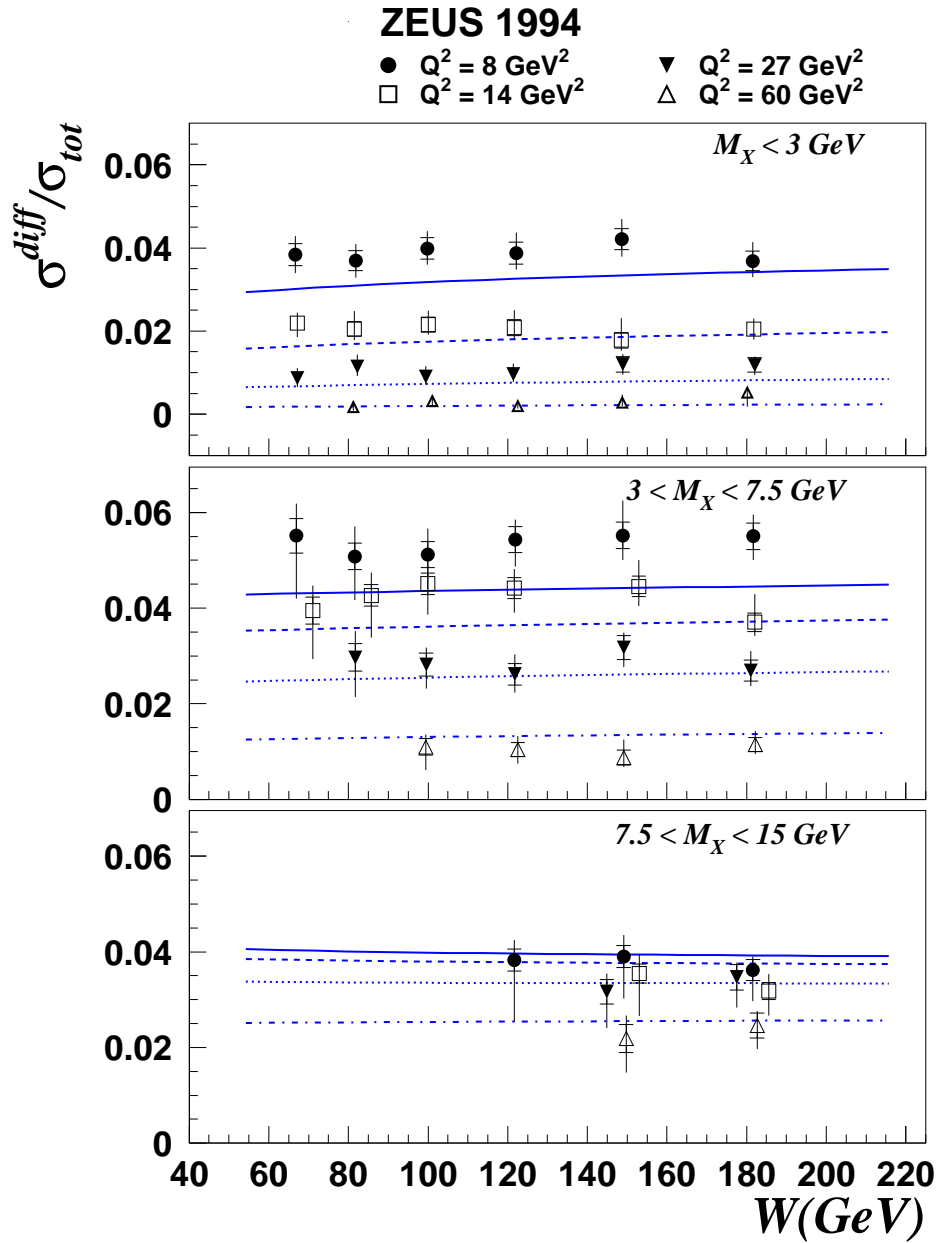 ZEUS 1994
● Q² = 8 GeV² ▼ Q² = 27 GeV²
□ Q² = 14 GeV² △ Q² = 60 GeV²
σ^diff/σ_tot
M_X < 3 GeV
0.06
0.04
0.02
0
3 < M_X < 7.5 GeV
0.06
0.04
0.02
0
7.5 < M_X < 15 GeV
0.06
0.04
0.02
0
40 60 80 100 120 140 160 180 200 220
W(GeV)